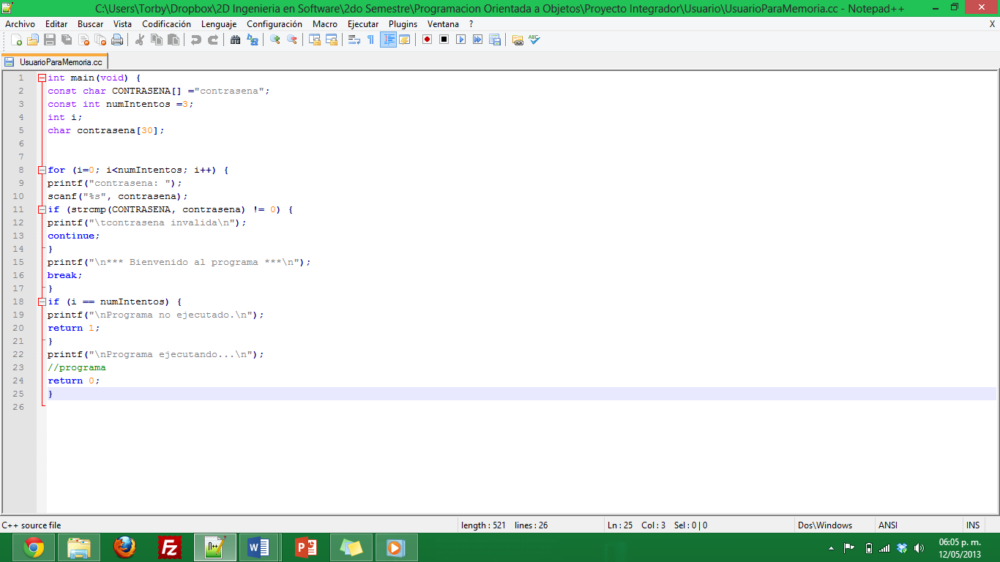 C:\Users\Torby\Dropbox\2D Ingenieria en Software\2do Semestre\Programacion Orientada a Objetos\Proyecto Integrador\Usuario\UsuarioParaMemoria.cc - Notepad++
Archivo Editar Buscar Vista Codificación Lenguaje Configuración Macro Ejecutar Plugins Ventana ? X
UsuarioParaMemoria.cc
1 int main(void) {
2 const char CONTRASENA[] ="contrasena";
3 const int numIntentos =3;
4 int i;
5 char contrasena[30];
6
7
8 for (i=0; i<numIntentos; i++) {
9 printf("contrasena: ");
10 scanf("%s", contrasena);
11 if (strcmp(CONTRASENA, contrasena) != 0) {
12 printf("\tcontrasena invalida\n");
13 continue;
14 }
15 printf("\n*** Bienvenido al programa ***\n");
16 break;
17 }
18 if (i == numIntentos) {
19 printf("\nPrograma no ejecutado.\n");
20 return 1;
21 }
22 printf("\nPrograma ejecutando...\n");
23 //programa
24 return 0;
25 }
26
C++ source file length : 521 lines : 26 Ln : 25 Col : 3 Sel : 0 | 0 Dos\Windows ANSI INS
06:05 p. m.
12/05/2013